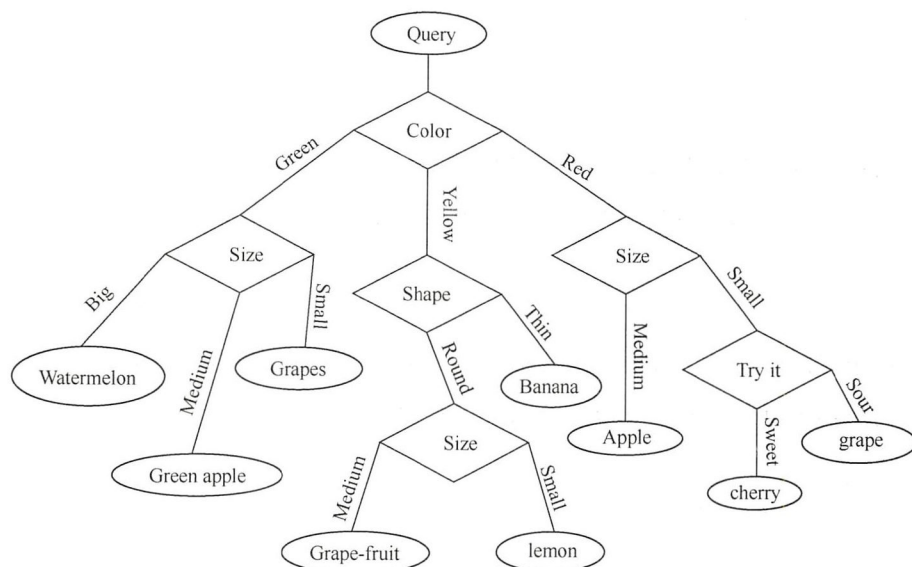 Query
Color
Green
Yellow
Red
Size
Shape
Size
Big
Medium
Small
Round
Thin
Medium
Small
Watermelon
Grapes
Banana
Try it
Green apple
Size
Apple
Sweet
Sour
grape
cherry
Medium
Small
Grape-fruit
lemon